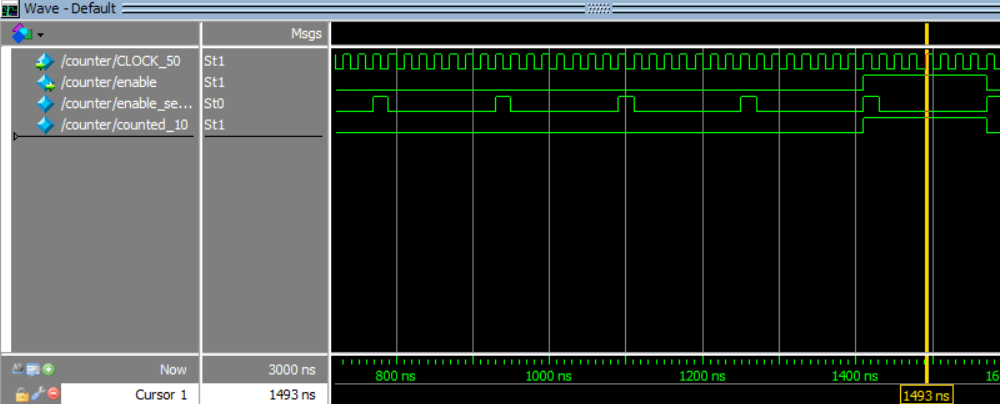 Wave - Default
Msgs
/counter/CLOCK_50 St1
/counter/enable St1
/counter/enable_se... St0
/counter/counted_10 St1
Now 3000 ns 800 ns 1000 ns 1200 ns 1400 ns 16
Cursor 1 1493 ns 1493 ns